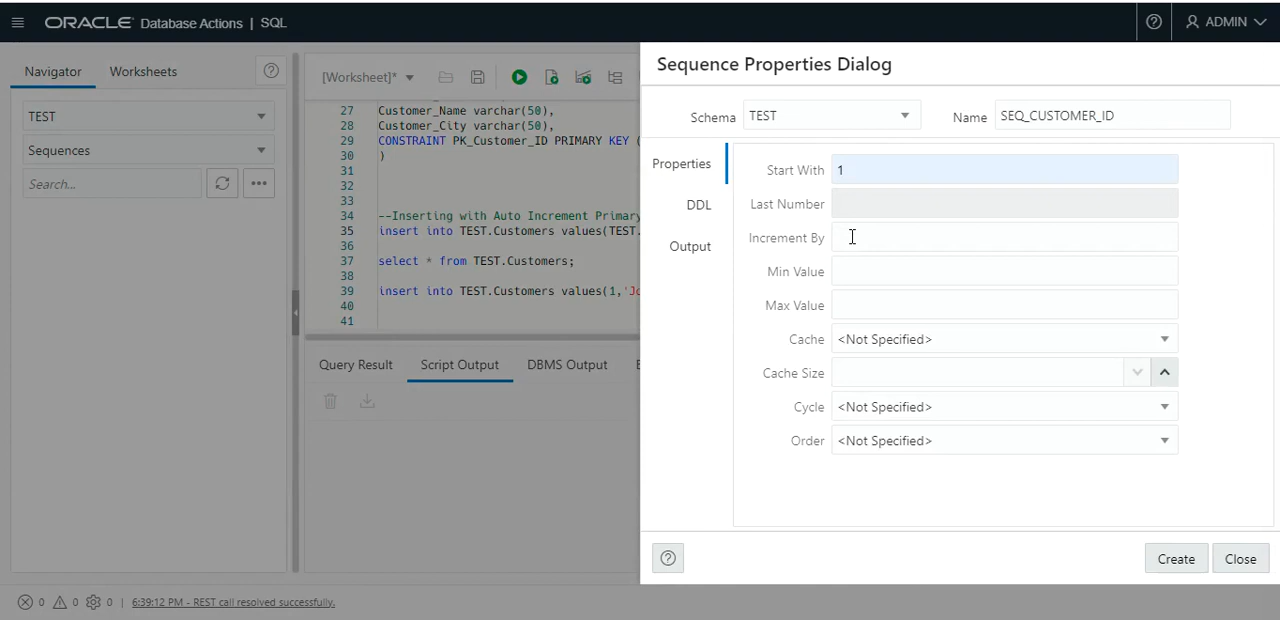 ORACLE Database Actions | SQL
ADMIN
Navigator Worksheets
TEST
Sequences
Search...
[Worksheet]*
27 Customer_Name varchar(50),
28 Customer_City varchar(50),
29 CONSTRAINT PK_Customer_ID PRIMARY KEY (
30 )
31
32
33
34 --Inserting with Auto Increment Primary
35 insert into TEST.Customers values(TEST.
36
37 select * from TEST.Customers;
38
39 insert into TEST.Customers values(1,'Jo
40
41
Query Result Script Output DBMS Output
Sequence Properties Dialog
Schema TEST Name SEQ_CUSTOMER_ID
Properties
DDL
Output
Start With 1
Last Number
Increment By
Min Value
Max Value
Cache <Not Specified>
Cache Size
Cycle <Not Specified>
Order <Not Specified>
Create Close
0 0 0 | 6:39:12 PM - REST call resolved successfully.